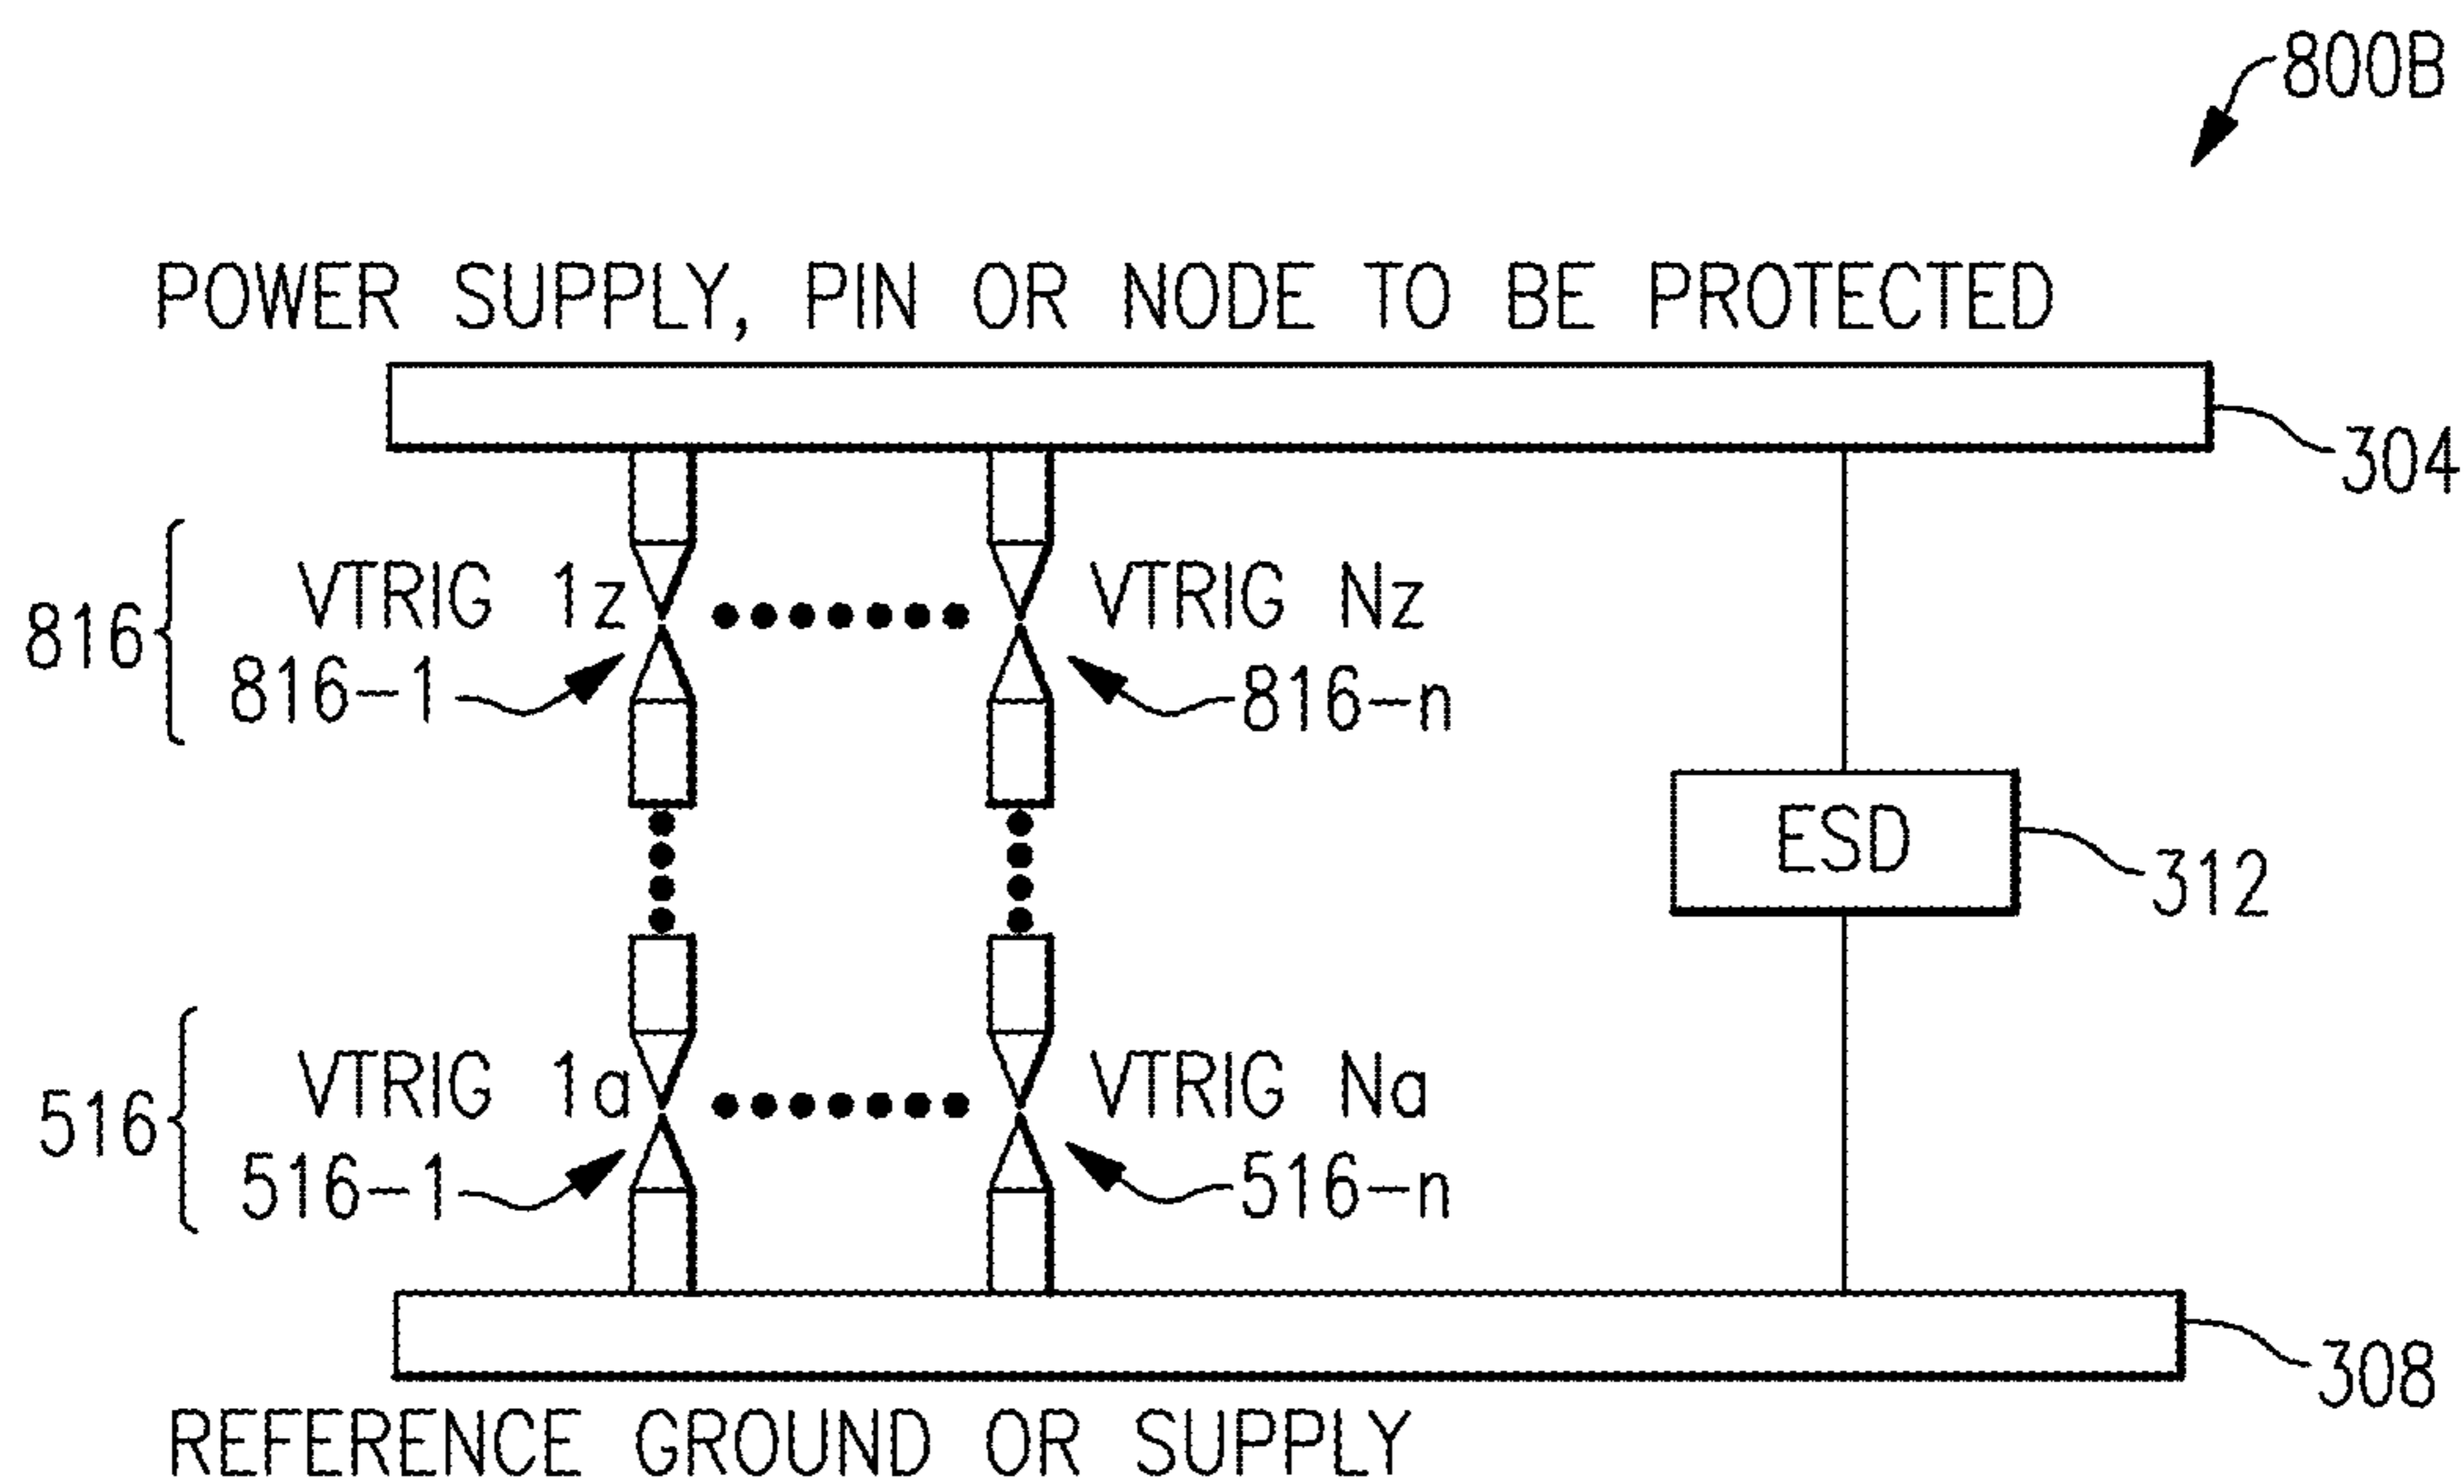 800B
POWER SUPPLY, PIN OR NODE TO BE PROTECTED
304
816
VTRIG 1z
VTRIG Nz
816-1
816-n
ESD
312
516
VTRIG 1a
VTRIG Na
516-1
516-n
308
REFERENCE GROUND OR SUPPLY